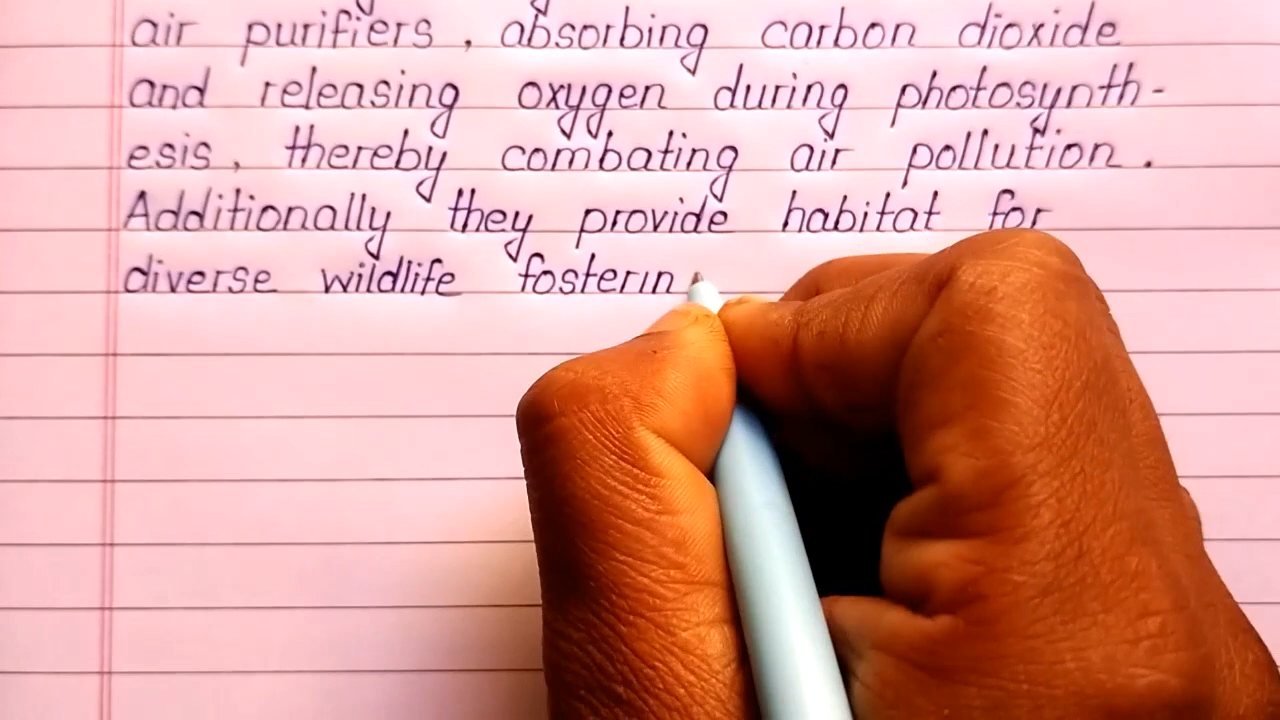 air purifiers, absorbing carbon dioxide
and releasing oxygen during photosynth-
esis, thereby combating air pollution.
Additionally they provide habitat for
diverse wildlife fosterin